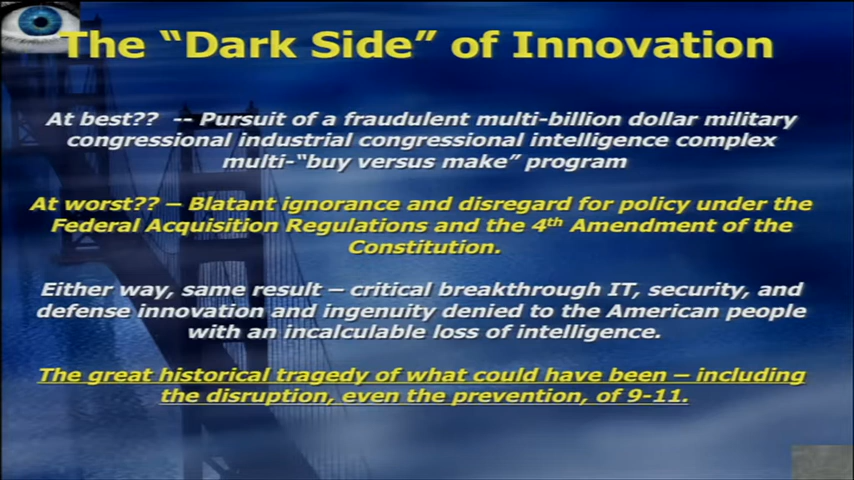 The “Dark Side” of Innovation
At best?? -- Pursuit of a fraudulent multi-billion dollar military
congressional industrial congressional intelligence complex
multi-“buy versus make” program
At worst?? – Blatant ignorance and disregard for policy under the
Federal Acquisition Regulations and the 4th Amendment of the
Constitution.
Either way, same result – critical breakthrough IT, security, and
defense innovation and ingenuity denied to the American people
with an incalculable loss of intelligence.
The great historical tragedy of what could have been – including
the disruption, even the prevention, of 9-11.